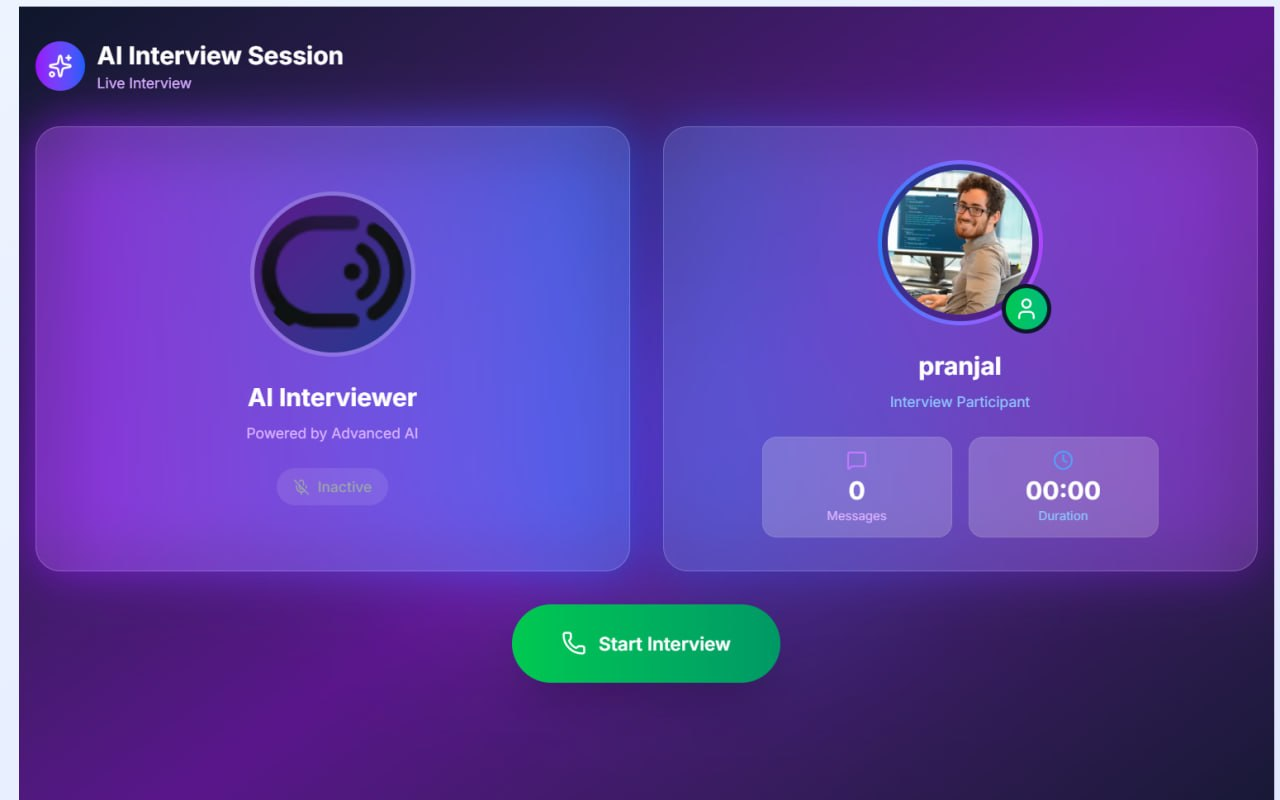 AI Interview Session
Live Interview
AI Interviewer
Powered by Advanced AI
Inactive
pranjal
Interview Participant
0
Messages
00:00
Duration
Start Interview